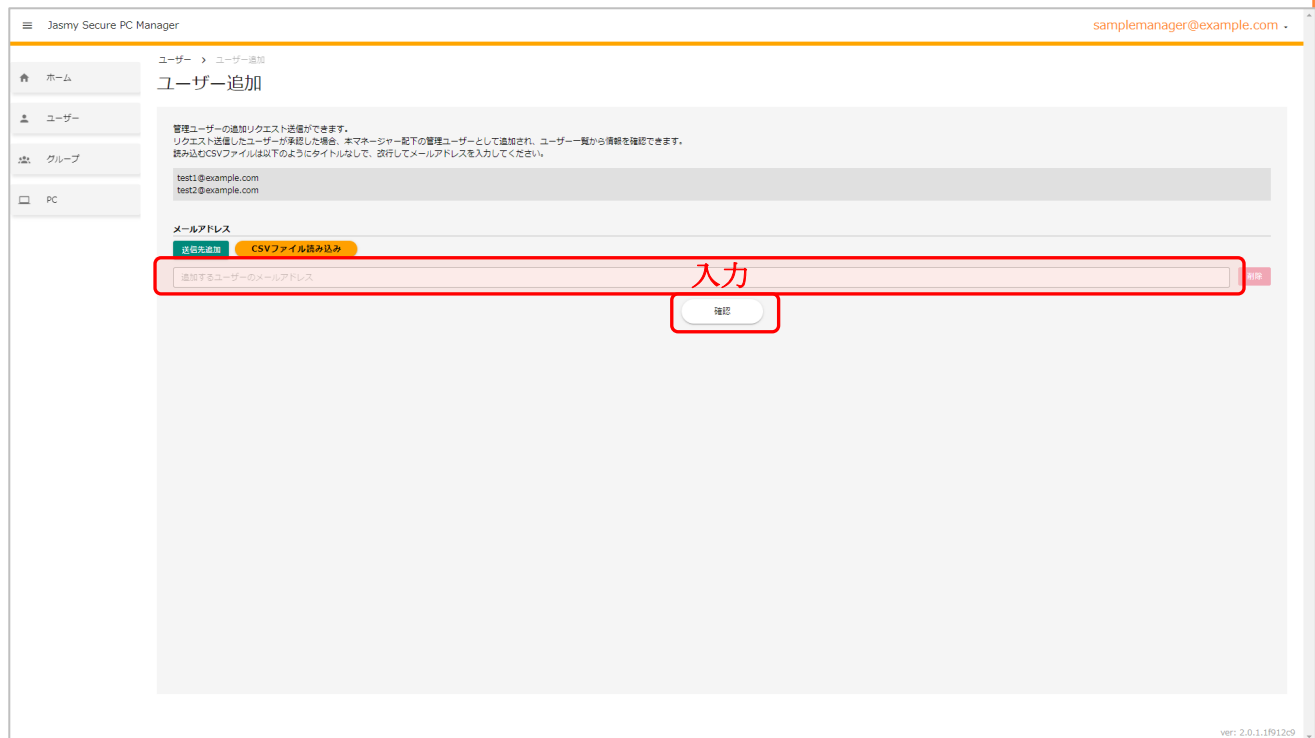 Jasmy Secure PC Manager
samplemanager@example.com
ユーザー > ユーザー追加
ユーザー追加
ホーム
ユーザー
グループ
PC
管理ユーザーの追加リクエスト送信ができます。
リクエスト送信したユーザーが承認した場合、本マネージャー配下の管理ユーザーとして追加され、ユーザー一覧から情報を確認できます。
読み込むCSVファイルは以下のようにタイトルなしで、改行してメールアドレスを入力してください。
test1@example.com
test2@example.com
メールアドレス
送信先追加 CSVファイル読み込み
追加するユーザーのメールアドレス 入力 削除
確認
ver: 2.0.1.1f912c9